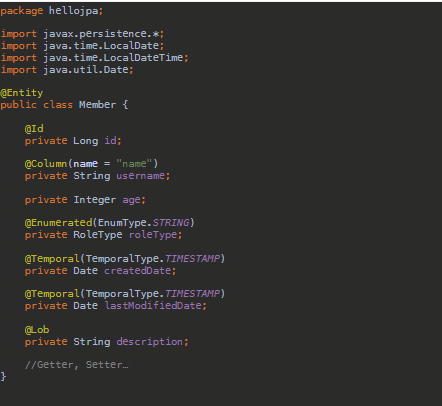 package hellojpa;
import javax.persistence.*;
import java.time.LocalDate;
import java.time.LocalDateTime;
import java.util.Date;
@Entity
public class Member {
@Id
private Long id;
@Column(name = "name")
private String username;
private Integer age;
@Enumerated(EnumType.STRING)
private RoleType roleType;
@Temporal(TemporalType.TIMESTAMP)
private Date createdDate;
@Temporal(TemporalType.TIMESTAMP)
private Date lastModifiedDate;
@Lob
private String description;
//Getter, Setter…
}